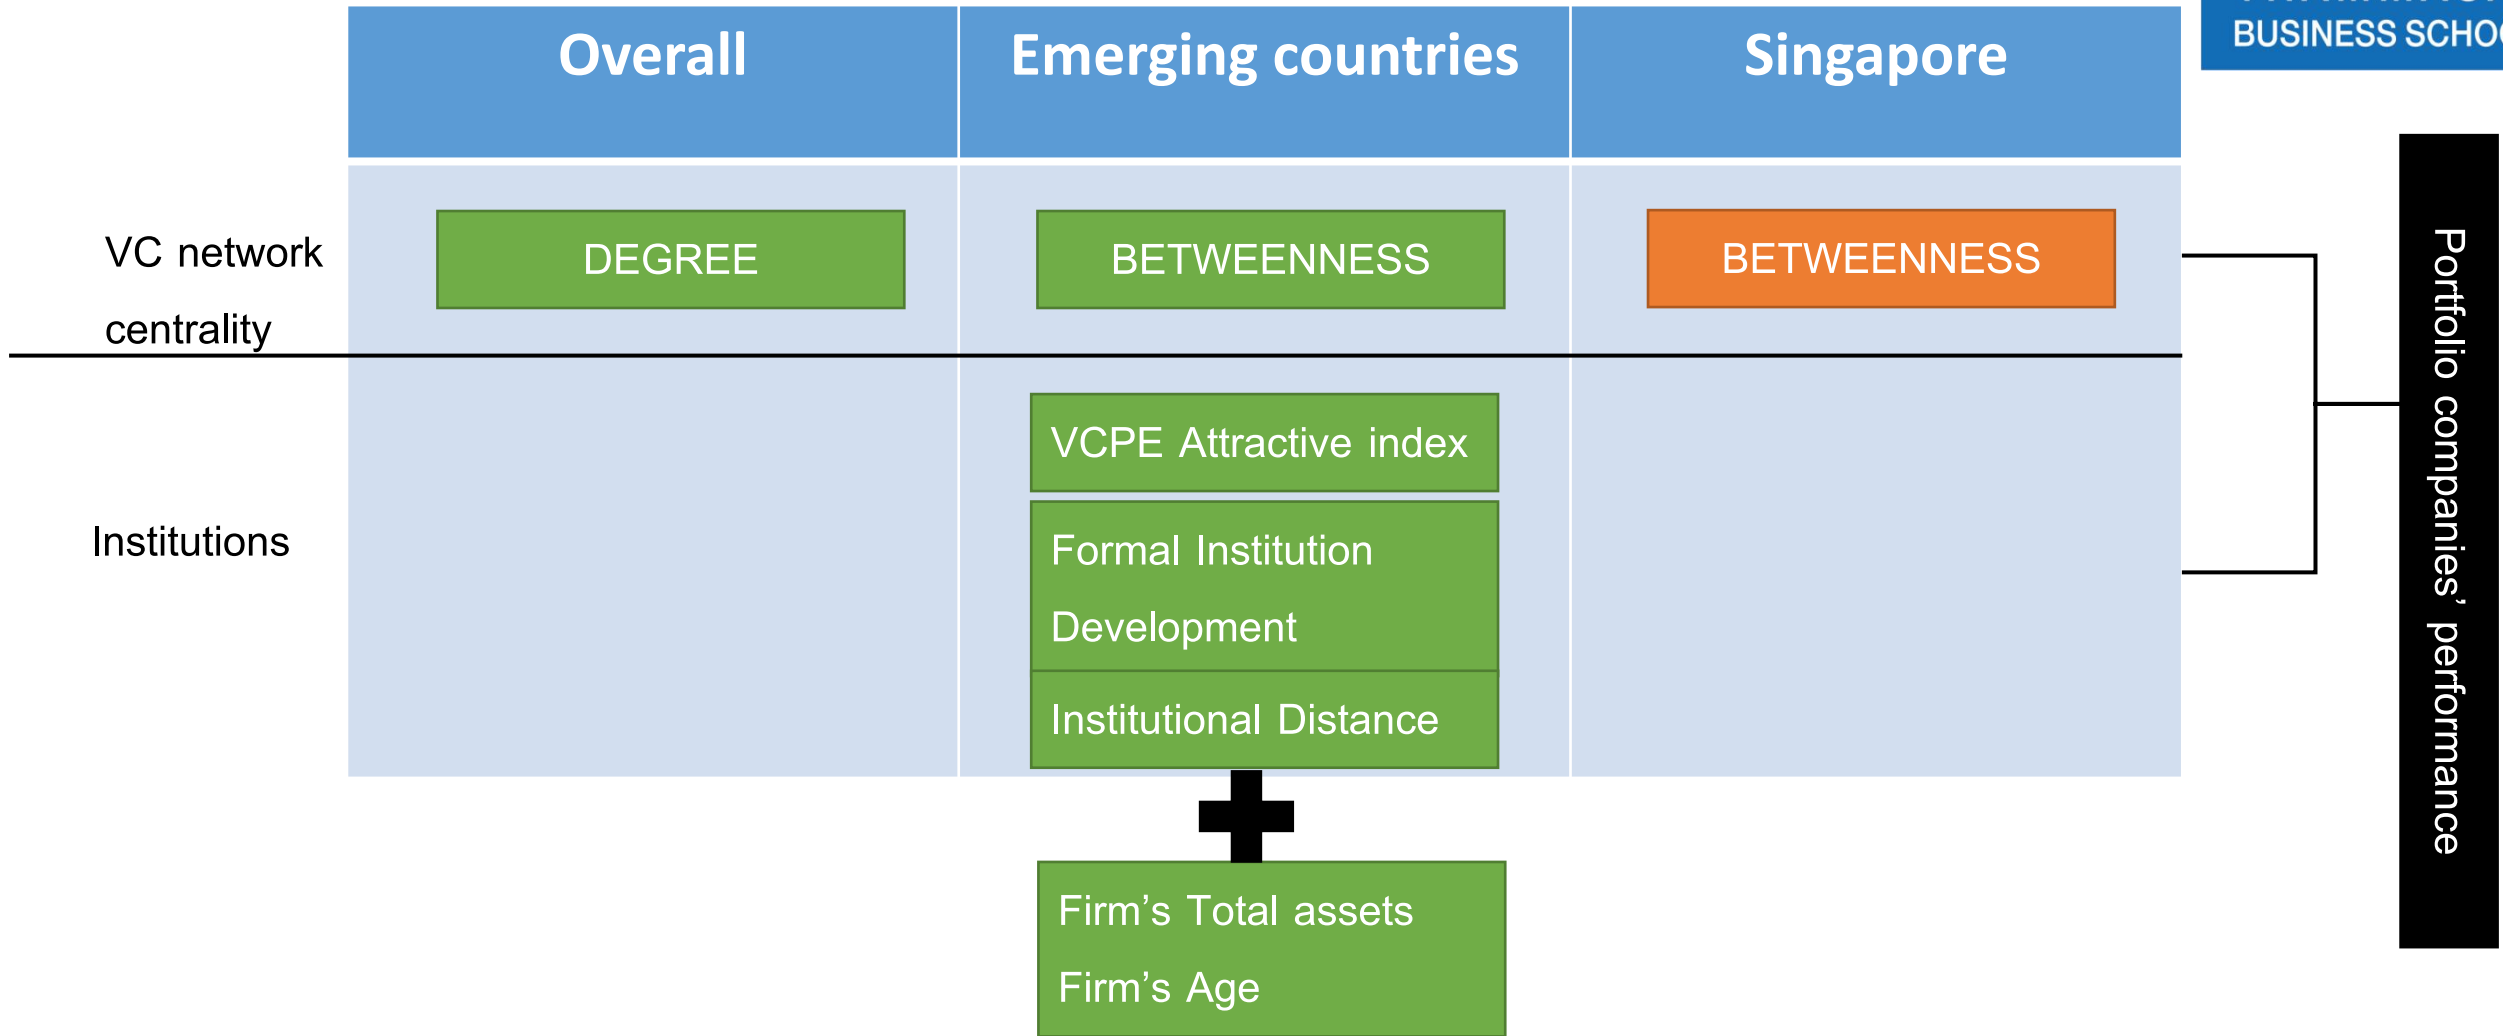 Overall
Emerging countries
Singapore
BUSINESS SCHO
VC network
centrality
DEGREE
BETWEENNESS
BETWEENNESS
VCPE Attractive index
Institutions
Formal Institution
Development
Institutional Distance
Firm’s Total assets
Firm’s Age
Portfolio companies’ performance